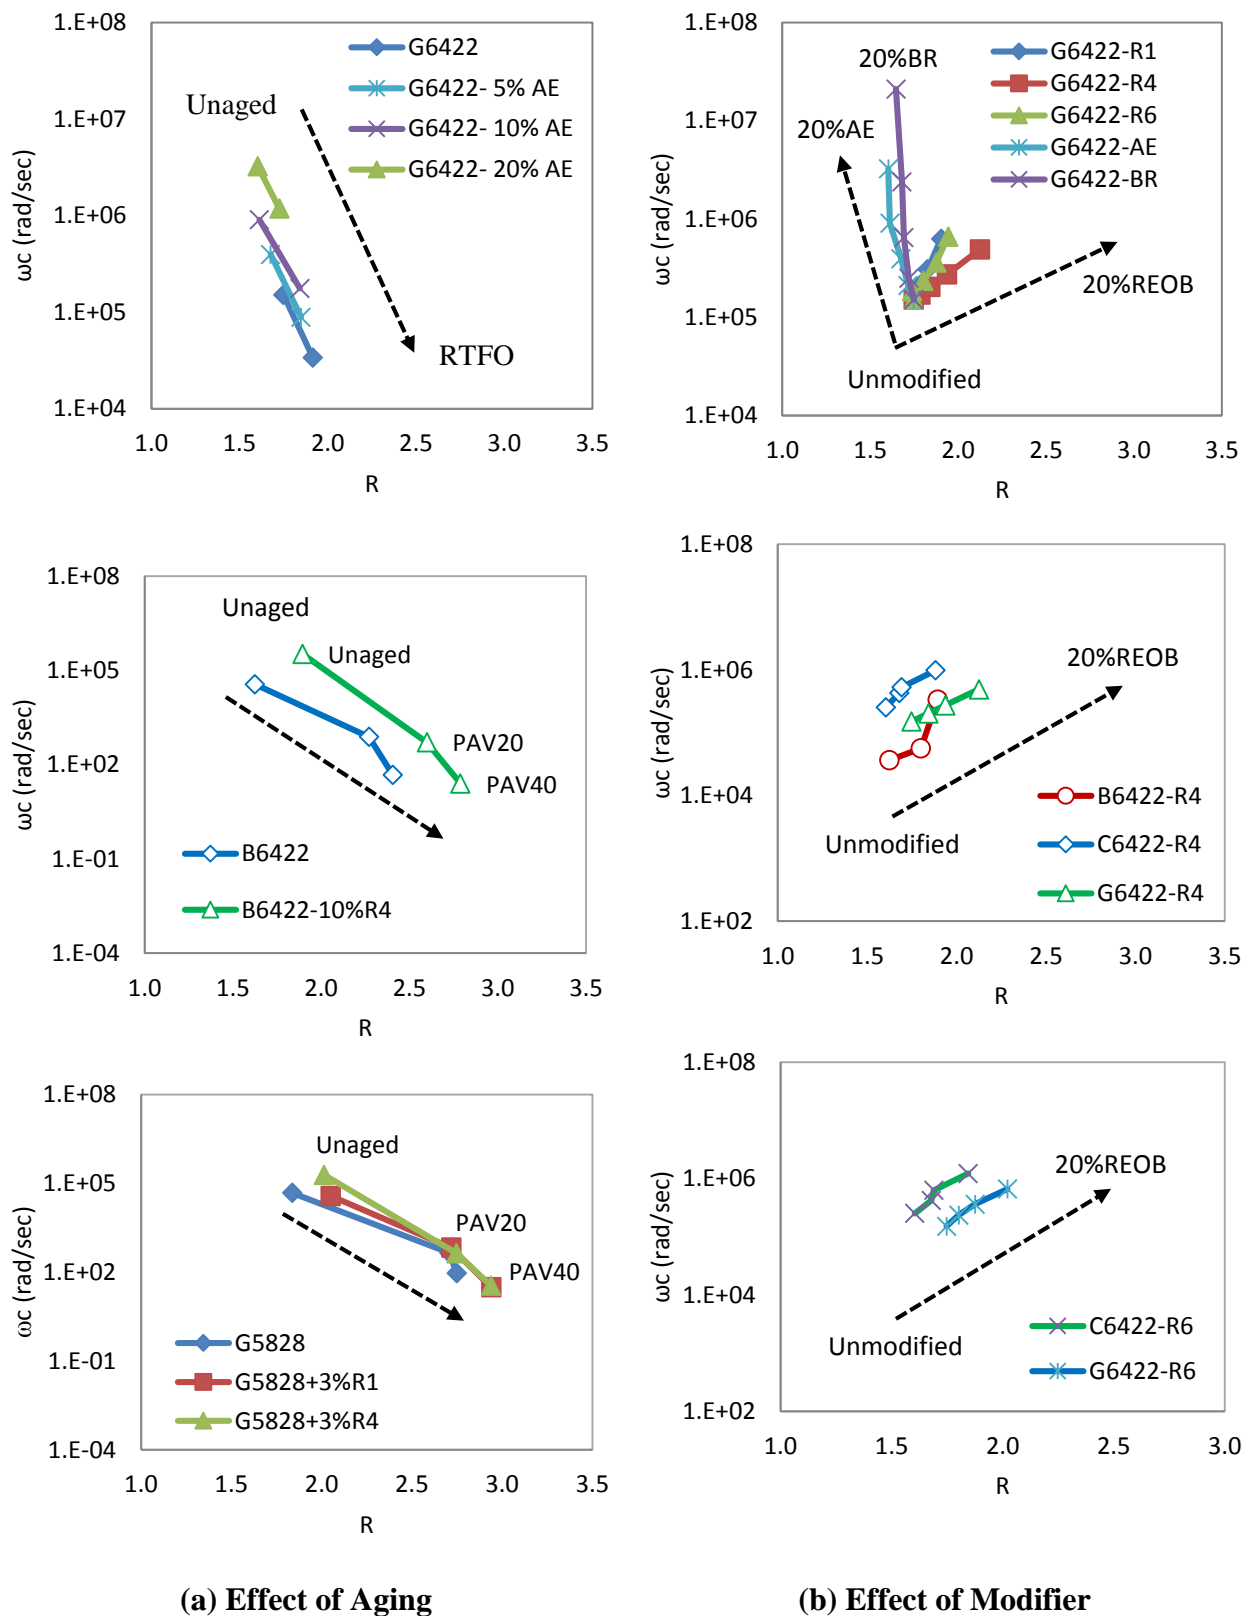 1.E+08
1.E+07
1.E+06
1.E+05
1.E+04
ωc (rad/sec)
G6422
G6422- 5% AE
G6422- 10% AE
G6422- 20% AE
Unaged
RTFO
1.0 1.5 2.0 2.5 3.0 3.5
R
1.E+08
1.E+07
1.E+06
1.E+05
1.E+04
ωc (rad/sec)
20%BR
20%AE
G6422-R1
G6422-R4
G6422-R6
G6422-AE
G6422-BR
20%REOB
Unmodified
1.0 1.5 2.0 2.5 3.0 3.5
R
1.E+08
1.E+05
1.E+02
1.E-01
1.E-04
ωc (rad/sec)
Unaged
Unaged
PAV20
PAV40
B6422
B6422-10%R4
1.0 1.5 2.0 2.5 3.0 3.5
R
1.E+08
1.E+06
1.E+04
1.E+02
ωc (rad/sec)
20%REOB
Unmodified
B6422-R4
C6422-R4
G6422-R4
1.0 1.5 2.0 2.5 3.0 3.5
R
1.E+08
1.E+05
1.E+02
1.E-01
1.E-04
ωc (rad/sec)
Unaged
PAV20
PAV40
G5828
G5828+3%R1
G5828+3%R4
1.0 1.5 2.0 2.5 3.0 3.5
R
1.E+08
1.E+06
1.E+04
1.E+02
ωc (rad/sec)
20%REOB
Unmodified
C6422-R6
G6422-R6
1.0 1.5 2.0 2.5 3.0
R
(a) Effect of Aging
(b) Effect of Modifier